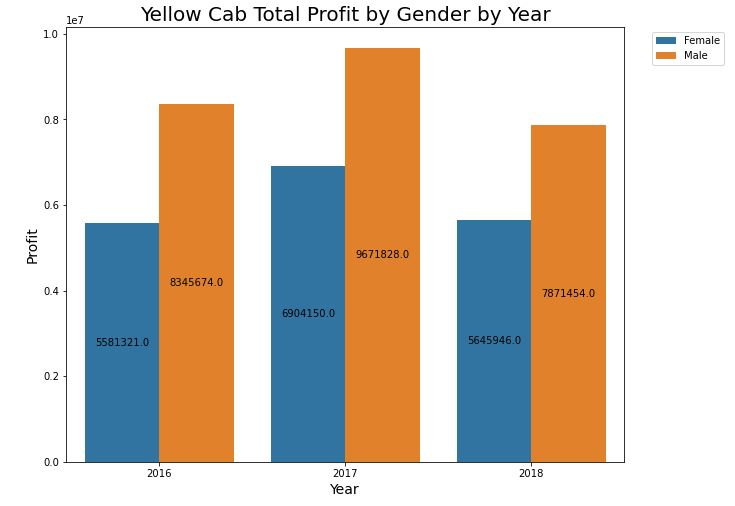 Yellow Cab Total Profit by Gender by Year
1e7
Female
Male
1.0
0.8
0.6
0.4
0.2
0.0
Profit
5581321.0
8345674.0
6904150.0
9671828.0
5645946.0
7871454.0
2016
2017
2018
Year